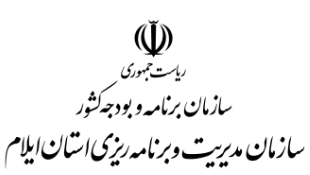 ریاست جمهوری
سازمان برنامه و بودجه کشور
سازمان مدیریت و برنامه ریزی استان ایلام